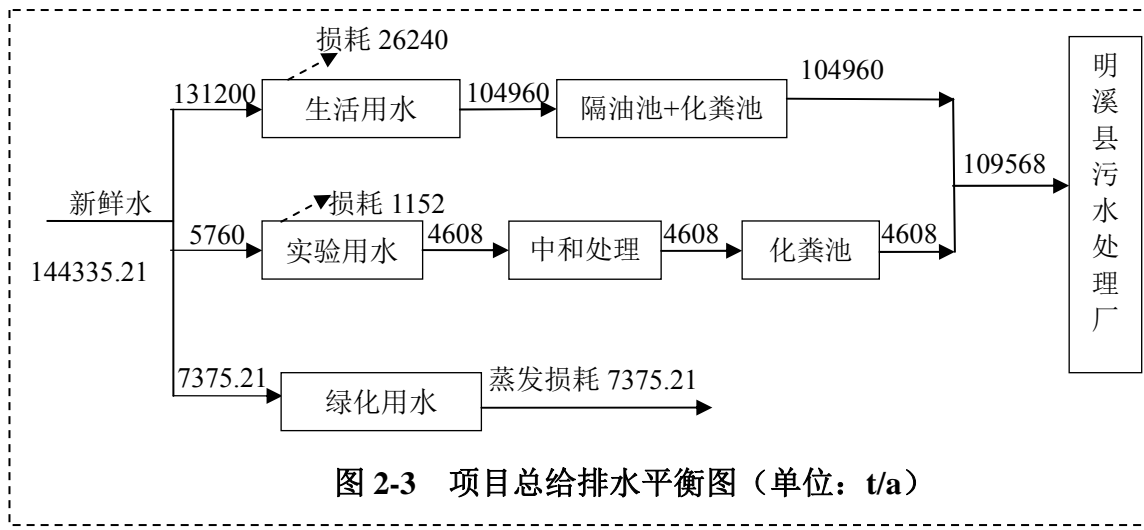 损耗 26240
131200
生活用水
104960
隔油池+化粪池
104960
新鲜水
144335.21
5760
损耗 1152
实验用水
4608
中和处理
4608
化粪池
4608
109568
明溪县污水处理厂
7375.21
绿化用水
蒸发损耗 7375.21
图 2-3 项目总给排水平衡图（单位：t/a）